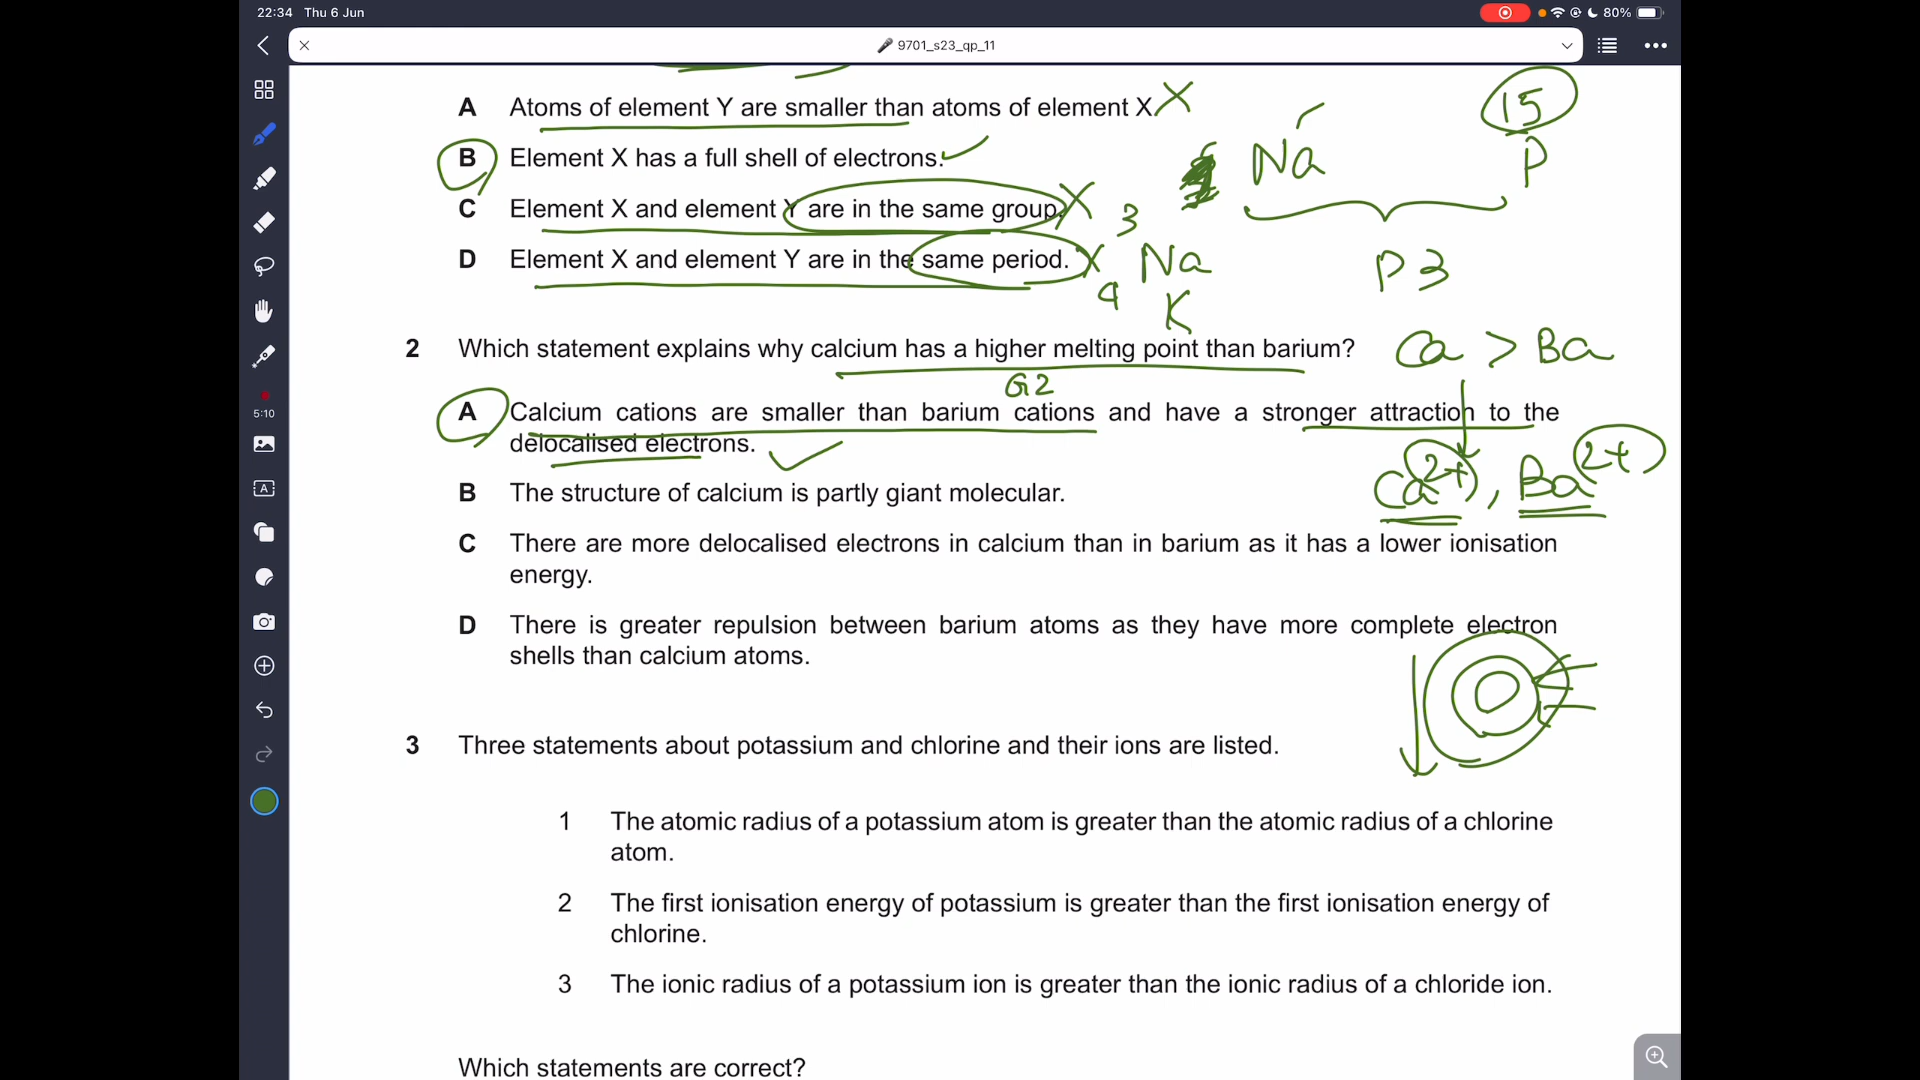 22:34 Thu 6 Jun
80%
9701_s23_qp_11
A Atoms of element Y are smaller than atoms of element X. X
15
B Element X has a full shell of electrons.
Na P
C Element X and element Y are in the same group. X
3
D Element X and element Y are in the same period. X
Na
P3
4
K
2 Which statement explains why calcium has a higher melting point than barium?
Ca > Ba
G2
A Calcium cations are smaller than barium cations and have a stronger attraction to the
delocalised electrons.
Ca2+, Ba2+
B The structure of calcium is partly giant molecular.
C There are more delocalised electrons in calcium than in barium as it has a lower ionisation
energy.
D There is greater repulsion between barium atoms as they have more complete electron
shells than calcium atoms.
5:10
A
3 Three statements about potassium and chlorine and their ions are listed.
1 The atomic radius of a potassium atom is greater than the atomic radius of a chlorine
atom.
2 The first ionisation energy of potassium is greater than the first ionisation energy of
chlorine.
3 The ionic radius of a potassium ion is greater than the ionic radius of a chloride ion.
Which statements are correct?